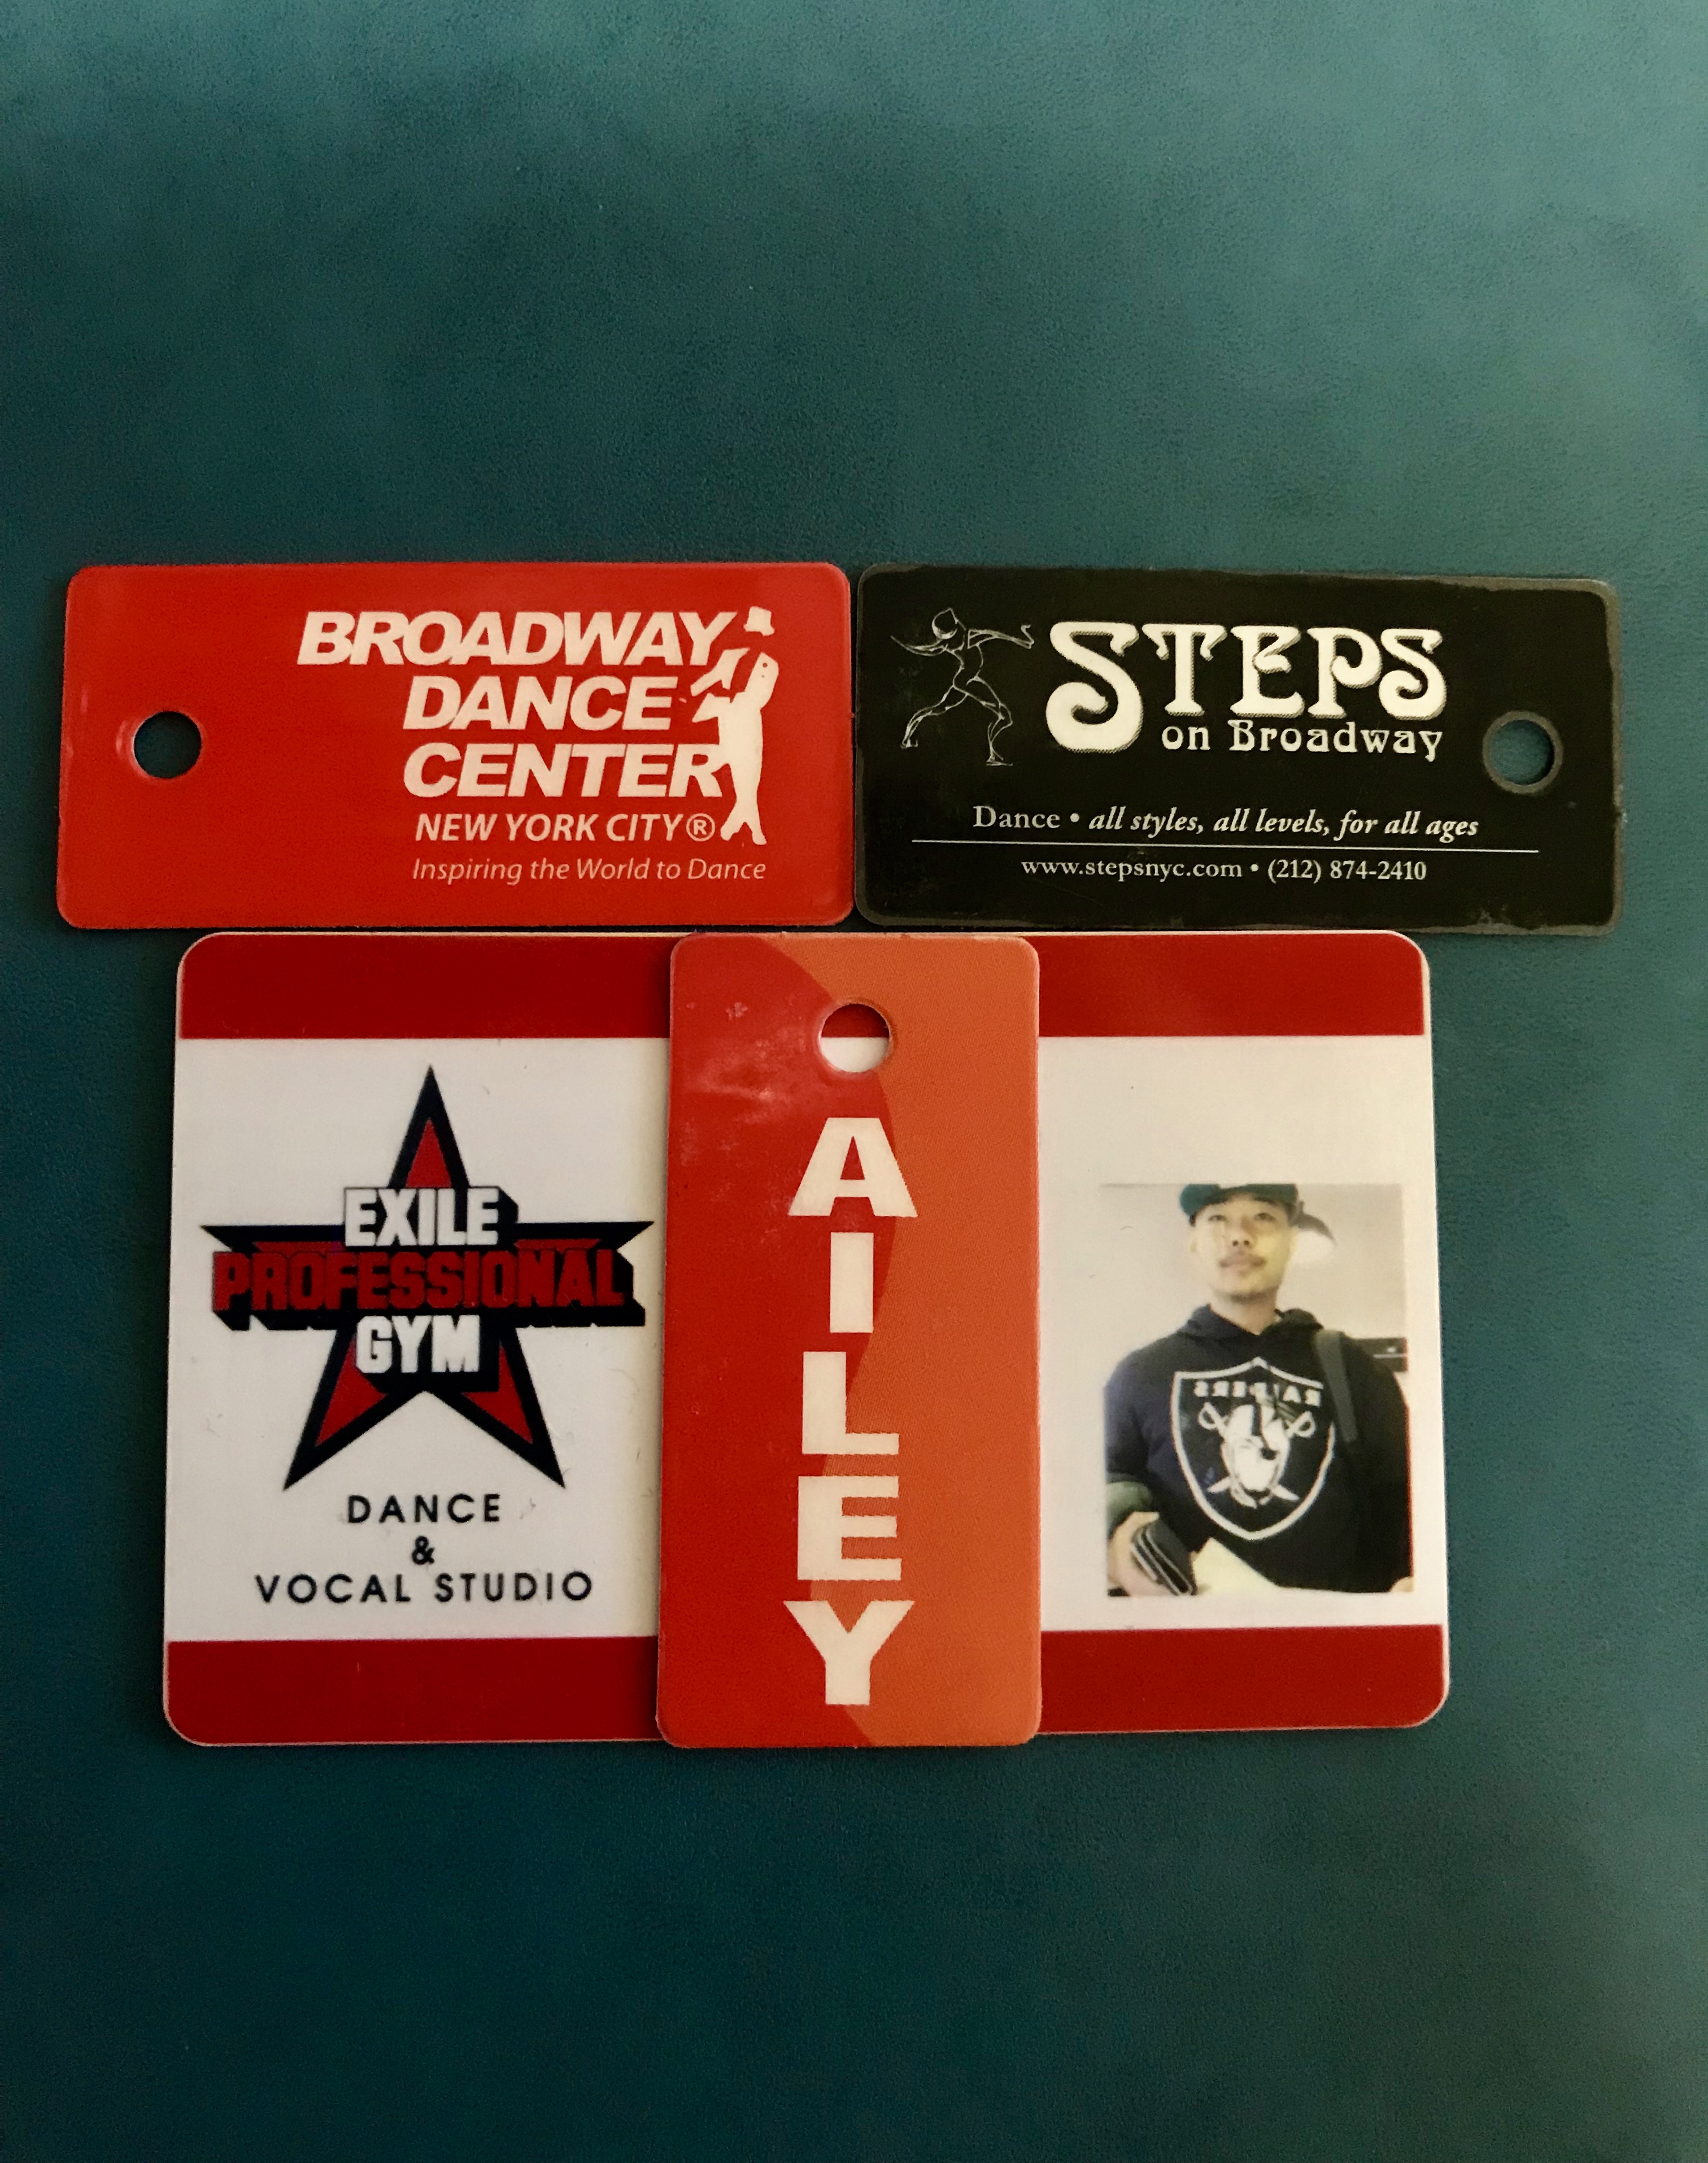 BROADWAY
DANCE
CENTER
NEW YORK CITY®
Inspiring the World to Dance
STEPS
on Broadway
Dance • all styles, all levels, for all ages
www.stepsnyc.com • (212) 874-2410
EXILE
PROFESSIONAL
GYM
DANCE
&
VOCAL STUDIO
AILEY
RAIDERS